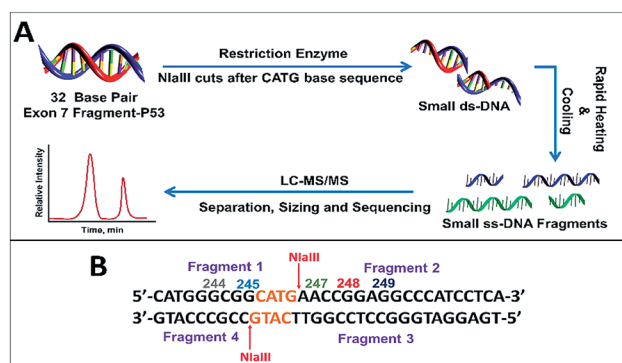 A
Restriction Enzyme
NlaIII cuts after CATG base sequence
32 Base Pair
Exon 7 Fragment-P53
Small ds-DNA
Rapid Heating
&
Cooling
LC-MS/MS
Separation, Sizing and Sequencing
Small ss-DNA Fragments
Relative Intensity
Time, min
B
NlaIII
Fragment 1
Fragment 2
244 245 247 248 249
5’-CATGGGCGGCATGAACCGGAGGCCCATCCTCA-3’
3’-GTACCCGCCGTACTTGGCCTCCGGGTAGGAGT-5’
Fragment 4
Fragment 3
NlaIII